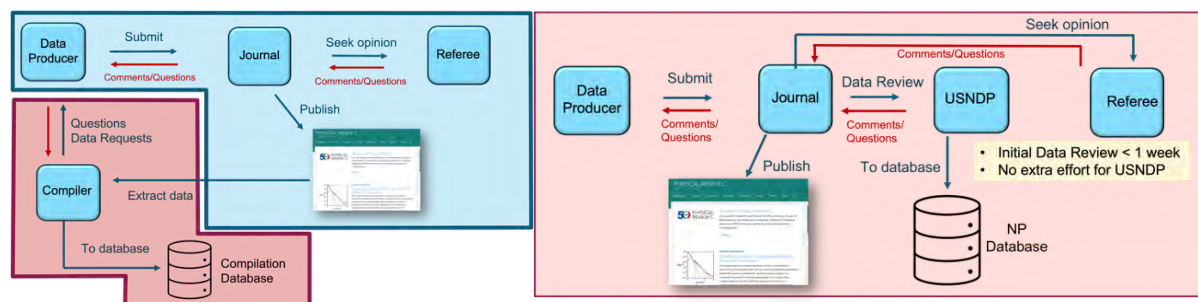 Data
Producer
Submit
Comments/Questions
Journal
Seek opinion
Comments/Questions
Referee
Publish
Questions
Data Requests
Compiler
Extract data
To database
Compilation
Database
PHYSICAL
REVIEW C
Seek opinion
Comments/Questions
Data
Producer
Submit
Comments/
Questions
Journal
Data Review
Comments/
Questions
USNDP
Referee
Publish
To database
• Initial Data Review < 1 week
• No extra effort for USNDP
PHYSICAL REVIEW C
PHYSICAL
REVIEW C
NP
Database